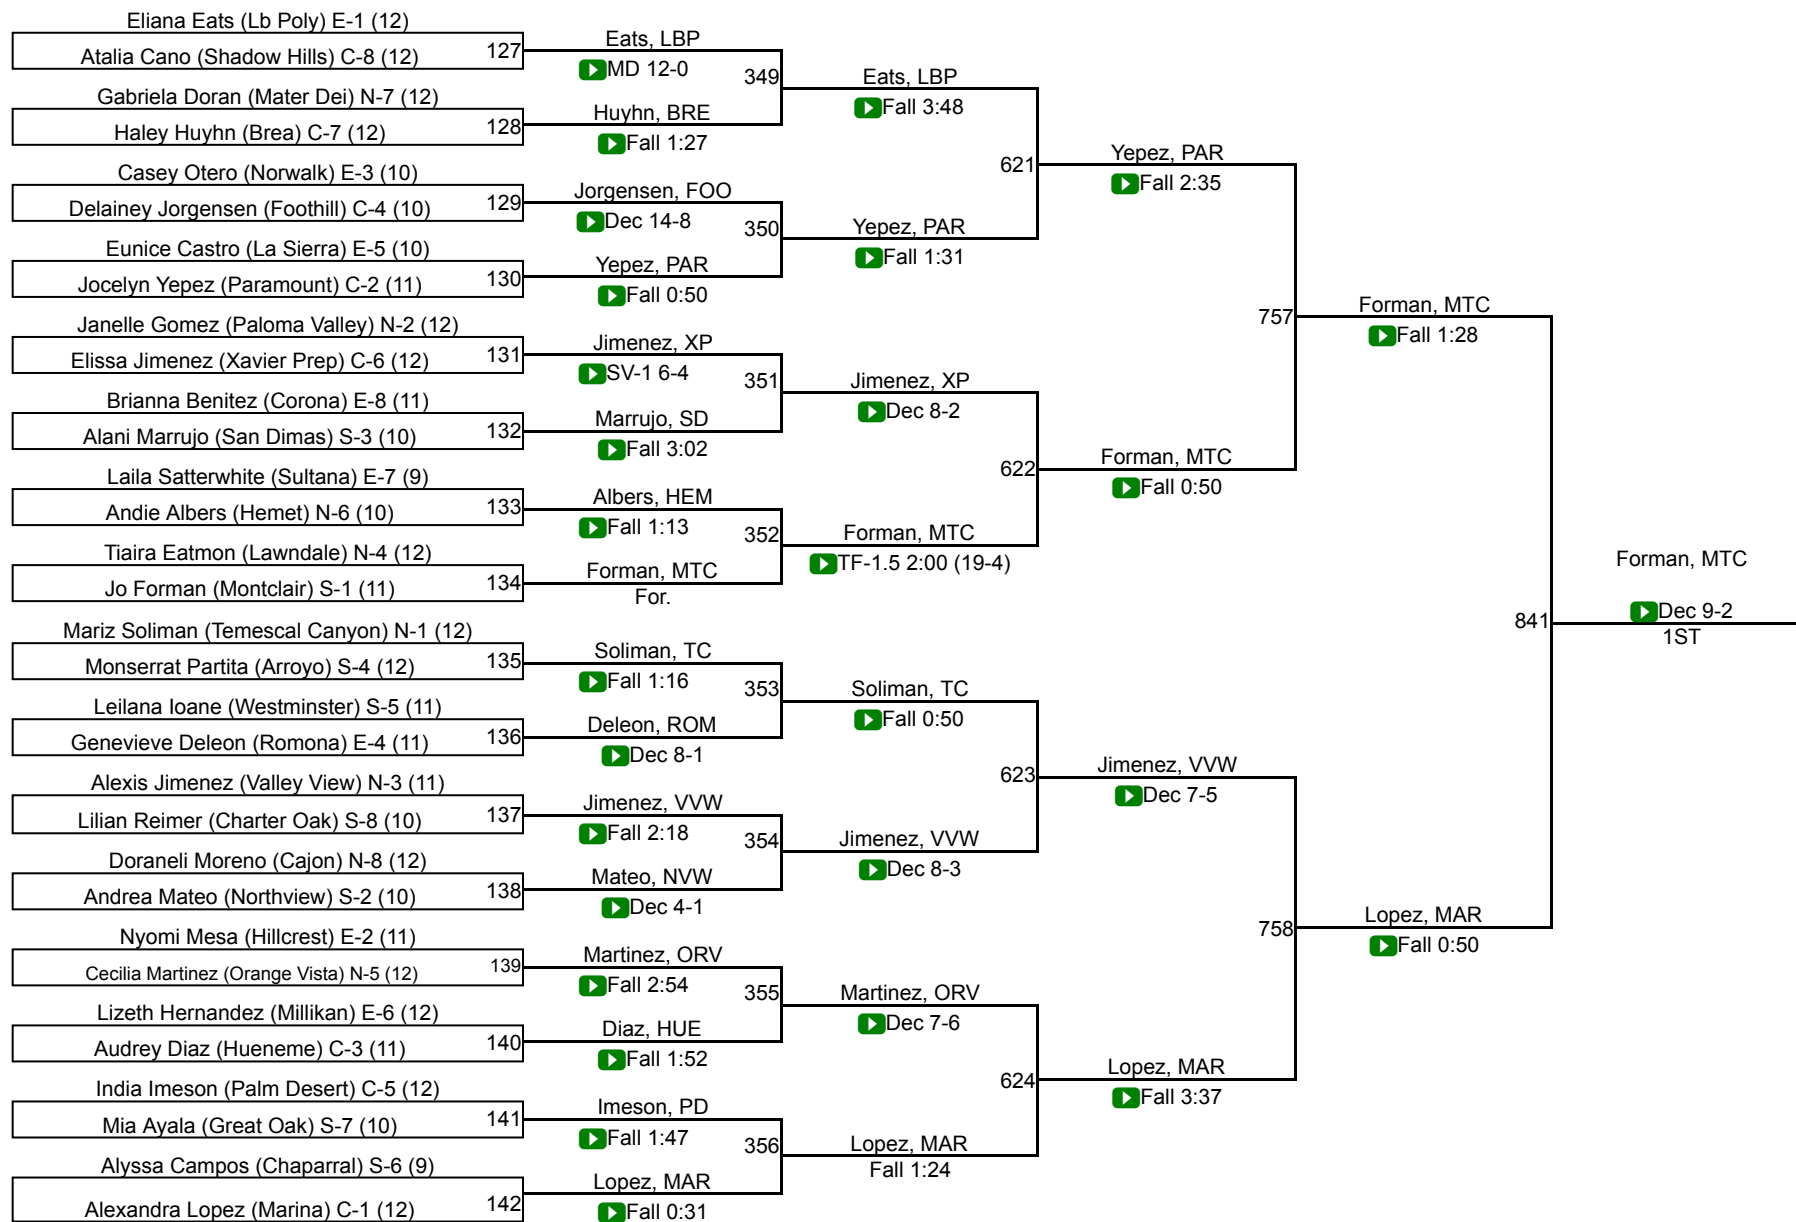 Eliana Eats (Lb Poly) E-1 (12)
Atalia Cano (Shadow Hills) C-8 (12)
127
Gabriela Doran (Mater Dei) N-7 (12)
Haley Huyhn (Brea) C-7 (12)
128
Casey Otero (Norwalk) E-3 (10)
Delainey Jorgensen (Foothill) C-4 (10)
129
Eunice Castro (La Sierra) E-5 (10)
Jocelyn Yepez (Paramount) C-2 (11)
130
Janelle Gomez (Paloma Valley) N-2 (12)
Elissa Jimenez (Xavier Prep) C-6 (12)
131
Brianna Benitez (Corona) E-8 (11)
Alani Marrujo (San Dimas) S-3 (10)
132
Laila Satterwhite (Sultana) E-7 (9)
Andie Albers (Hemet) N-6 (10)
133
Tiaira Eatmon (Lawndale) N-4 (12)
Jo Forman (Montclair) S-1 (11)
134
Mariz Soliman (Temescal Canyon) N-1 (12)
Monserrat Partita (Arroyo) S-4 (12)
135
Leilana Ioane (Westminster) S-5 (11)
Genevieve Deleon (Romona) E-4 (11)
136
Alexis Jimenez (Valley View) N-3 (11)
Lilian Reimer (Charter Oak) S-8 (10)
137
Doraneli Moreno (Cajon) N-8 (12)
Andrea Mateo (Northview) S-2 (10)
138
Nyomi Mesa (Hillcrest) E-2 (11)
Cecilia Martinez (Orange Vista) N-5 (12)
139
Lizeth Hernandez (Millikan) E-6 (12)
Audrey Diaz (Hueneme) C-3 (11)
140
India Imeson (Palm Desert) C-5 (12)
Mia Ayala (Great Oak) S-7 (10)
141
Alyssa Campos (Chaparral) S-6 (9)
Alexandra Lopez (Marina) C-1 (12)
142
Eats, LBP
MD 12-0
349
Huyhn, BRE
Fall 1:27
Jorgensen, FOO
Dec 14-8
350
Yepez, PAR
Fall 0:50
Jimenez, XP
SV-1 6-4
351
Marrujo, SD
Fall 3:02
Albers, HEM
Fall 1:13
352
Forman, MTC
For.
Soliman, TC
Fall 1:16
353
Deleon, ROM
Dec 8-1
Jimenez, VVW
Fall 2:18
354
Mateo, NVW
Dec 4-1
Martinez, ORV
Fall 2:54
355
Diaz, HUE
Fall 1:52
Imeson, PD
Fall 1:47
356
Lopez, MAR
Fall 0:31
Eats, LBP
Fall 3:48
621
Yepez, PAR
Fall 1:31
Jimenez, XP
Dec 8-2
622
Forman, MTC
TF-1.5 2:00 (19-4)
Soliman, TC
Fall 0:50
623
Jimenez, VVW
Dec 8-3
Martinez, ORV
Dec 7-6
624
Lopez, MAR
Fall 1:24
Yepez, PAR
Fall 2:35
757
Forman, MTC
Fall 0:50
Jimenez, VVW
Dec 7-5
758
Lopez, MAR
Fall 3:37
Forman, MTC
Fall 1:28
841
Lopez, MAR
Fall 0:50
Forman, MTC
Dec 9-2
1ST